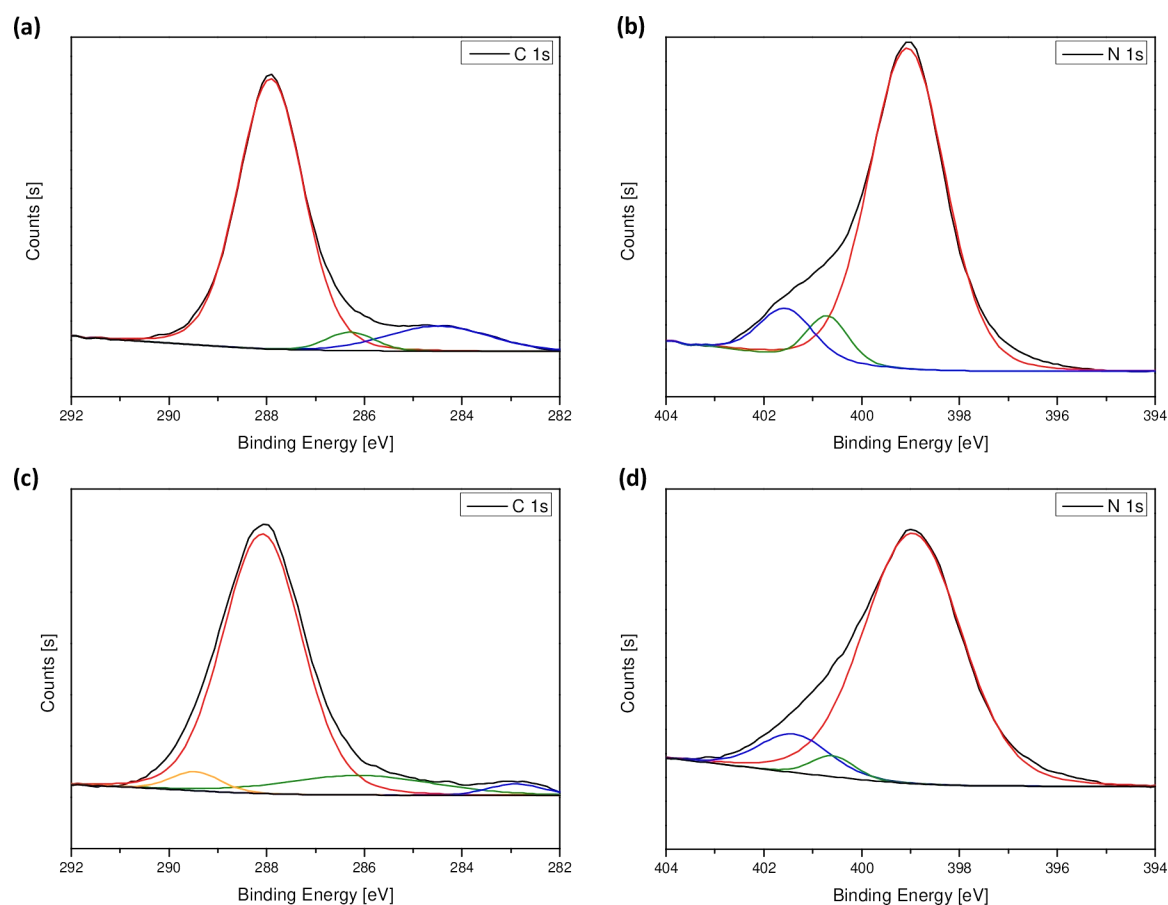 (a)
C 1s
Counts [s]
292 290 288 286 284 282
Binding Energy [eV]
(b)
N 1s
Counts [s]
404 402 400 398 396 394
Binding Energy [eV]
(c)
C 1s
Counts [s]
292 290 288 286 284 282
Binding Energy [eV]
(d)
N 1s
Counts [s]
404 402 400 398 396 394
Binding Energy [eV]